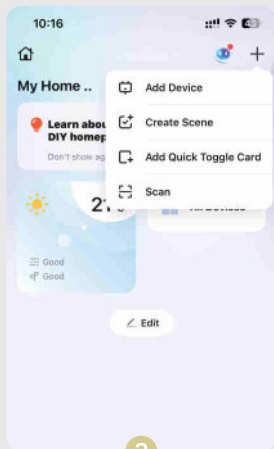 10:16
My Home ..
Add Device
Learn abou
DIY homep
Create Scene
Don't show ag
Add Quick Toggle Card
Scan
Good
Good
Edit